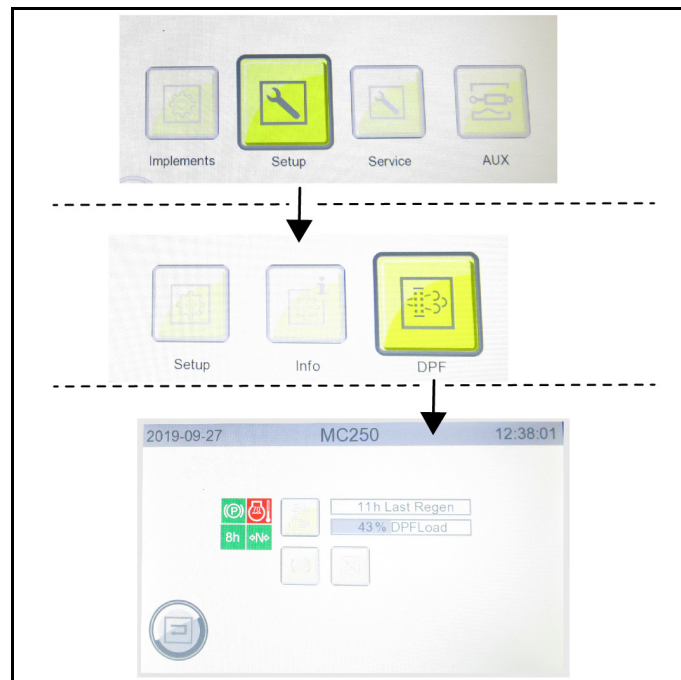 Implements Setup Service AUX
Setup Info DPF
2019-09-27 MC250 12:38:01
(P)
11h Last Regen
8h N
43% DPFLoad